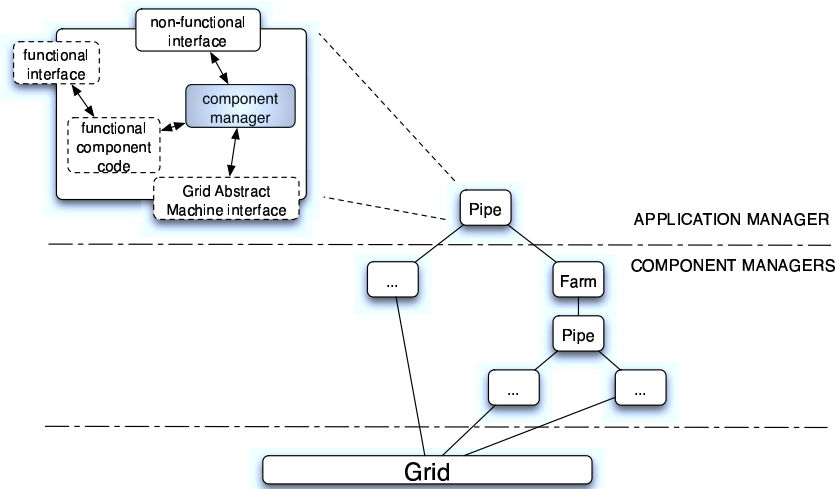 non-functional
interface
functional
interface
component
manager
functional
component
code
Grid Abstract
Machine interface
Pipe
APPLICATION MANAGER
COMPONENT MANAGERS
...
Farm
Pipe
...
...
Grid